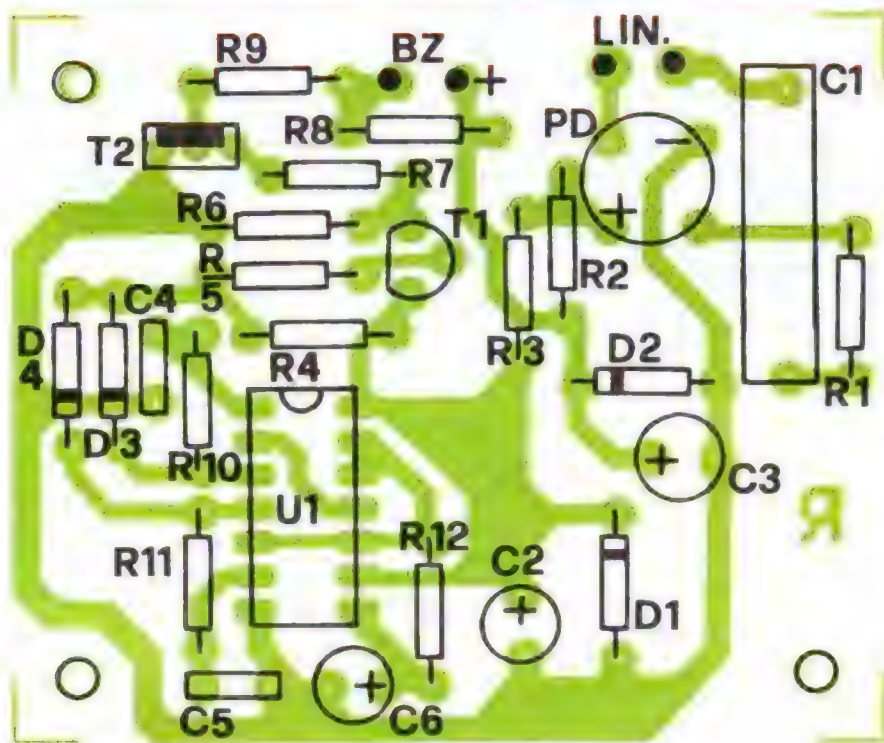 R9
BZ
+
LIN.
C1
T2
R8
PD
-
R7
+
R6
T1
R
5
R2
C4
D
4
R4
R3
D2
R1
D3
R10
+
C3
U1
R11
R12
C2
+
D1
C5
+
C6
R